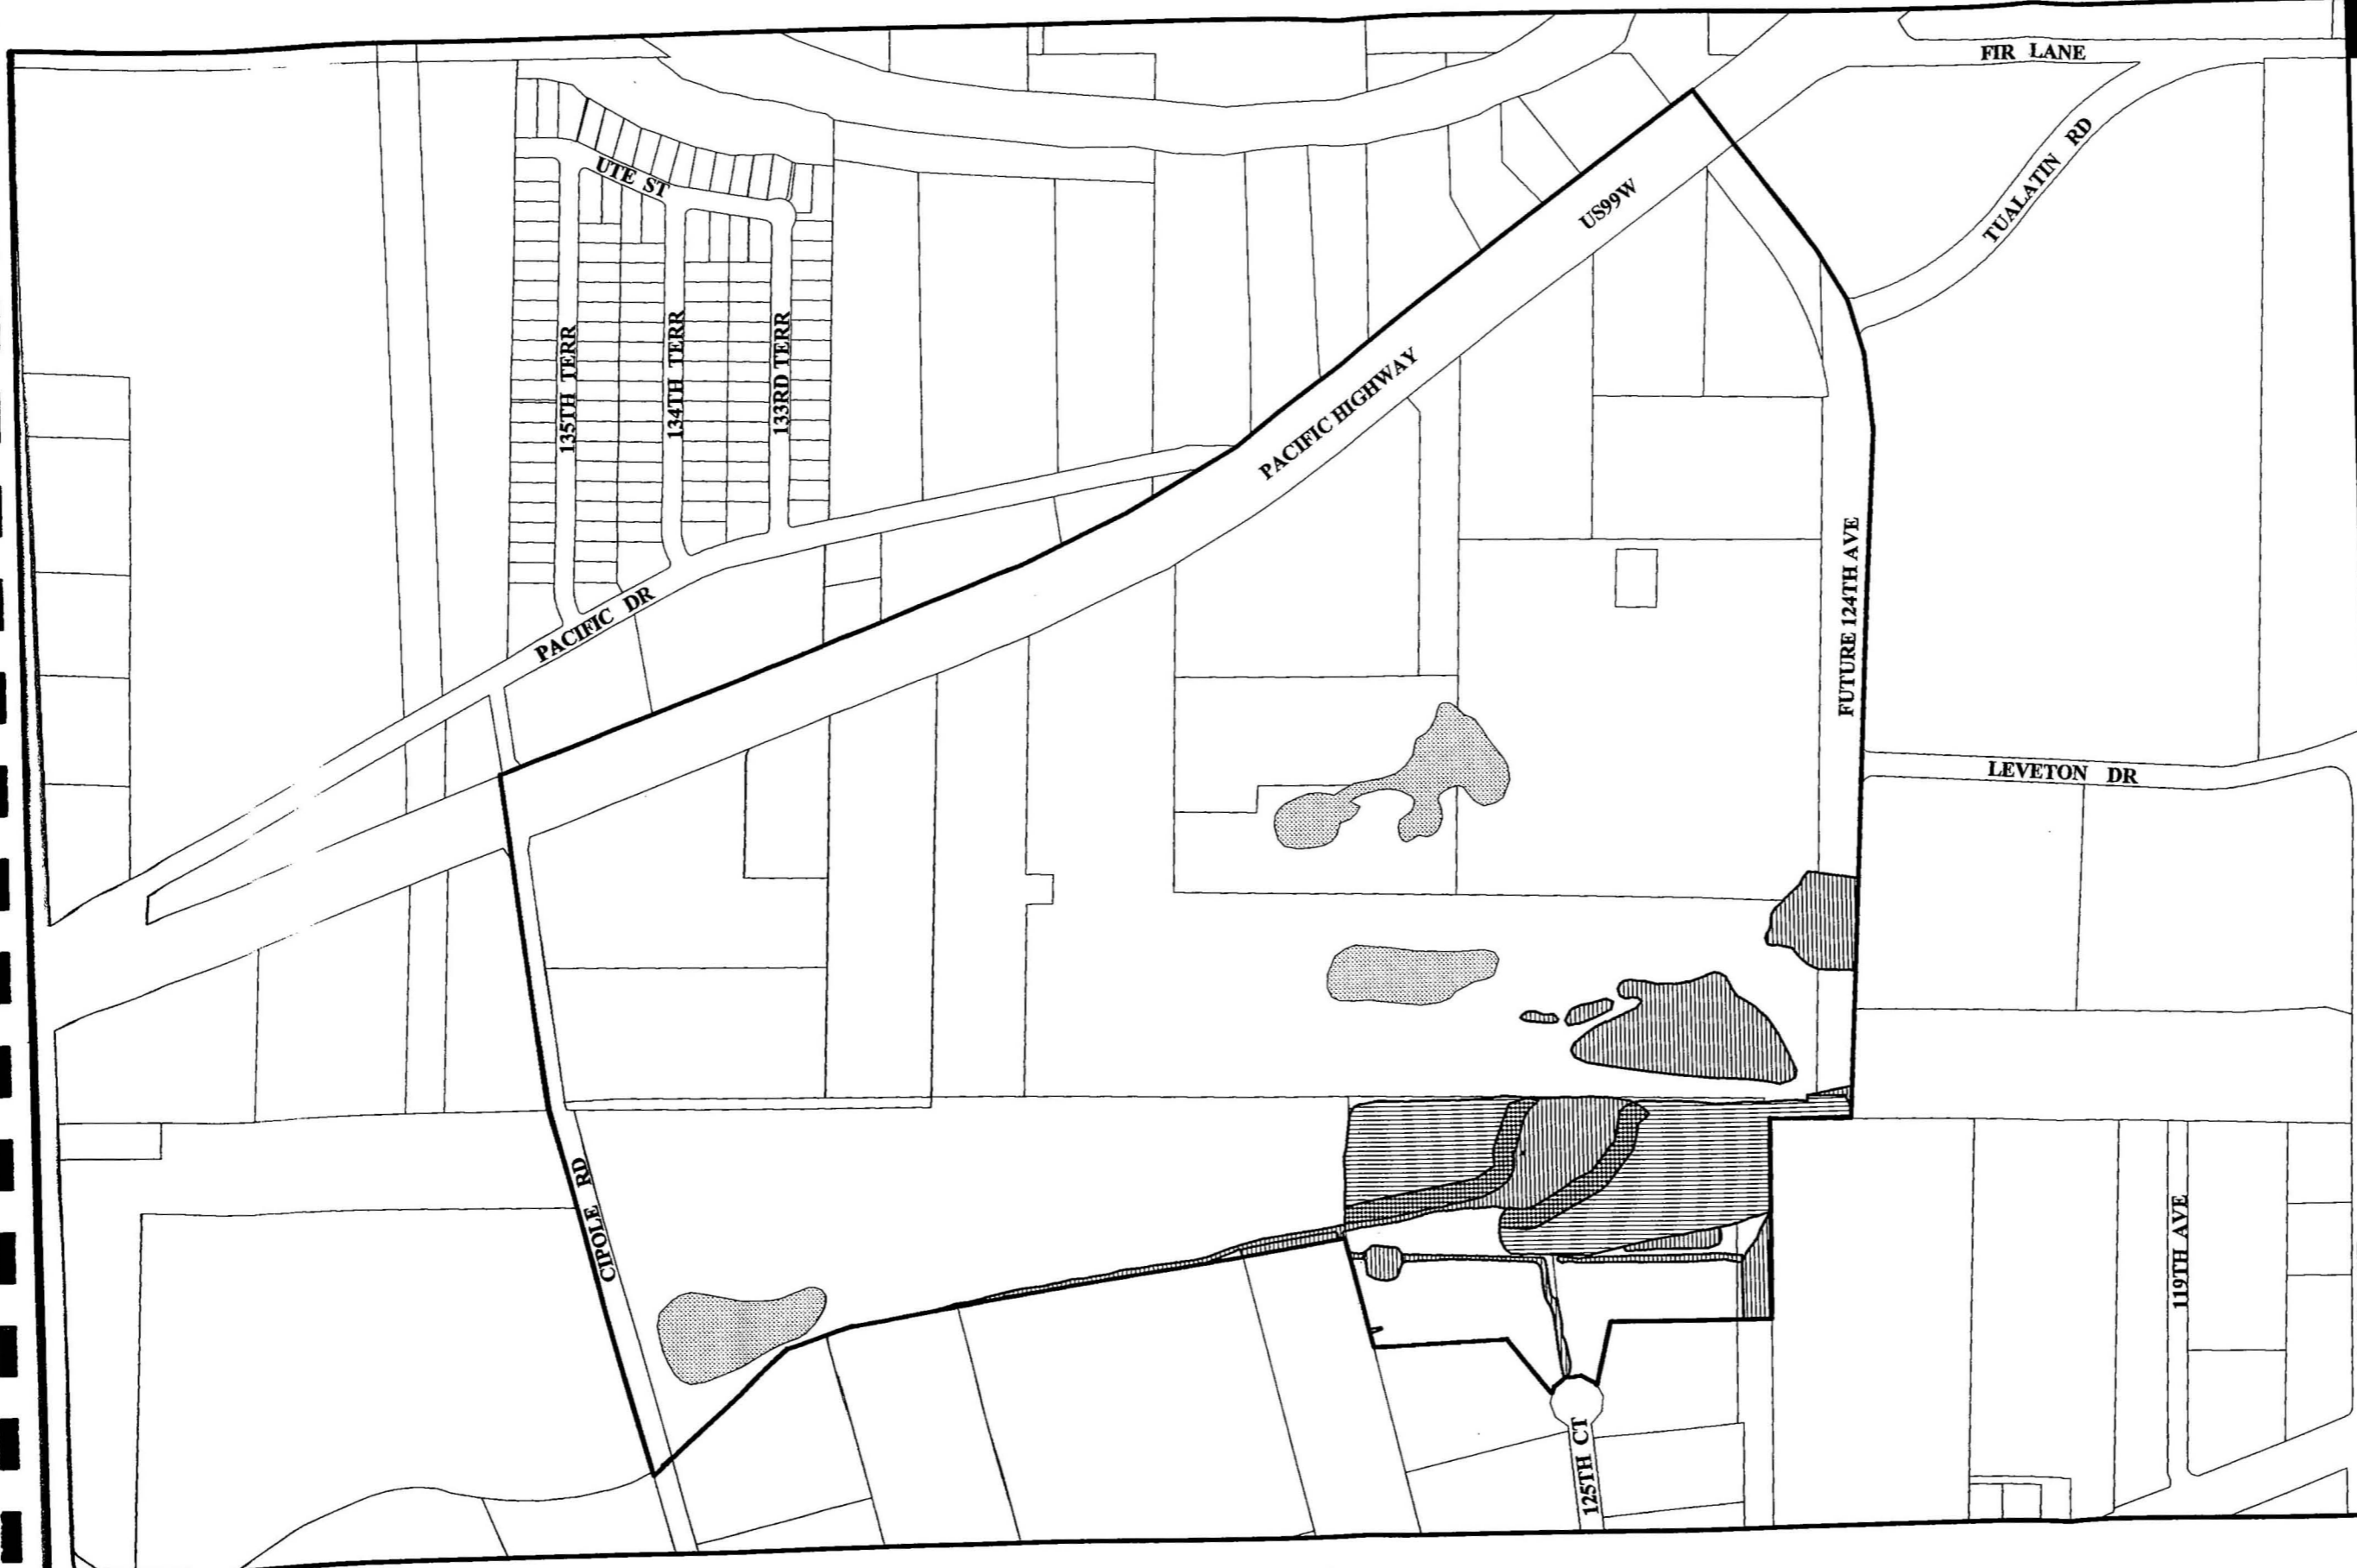 FIR LANE
UTE ST
TUALATIN RD
US99W
135TH TERR
134TH TERR
133RD TERR
PACIFIC HIGHWAY
PACIFIC DR
FUTURE 124TH AVE
LEVETON DR
CIPOLE RD
119TH AVE
125TH CT